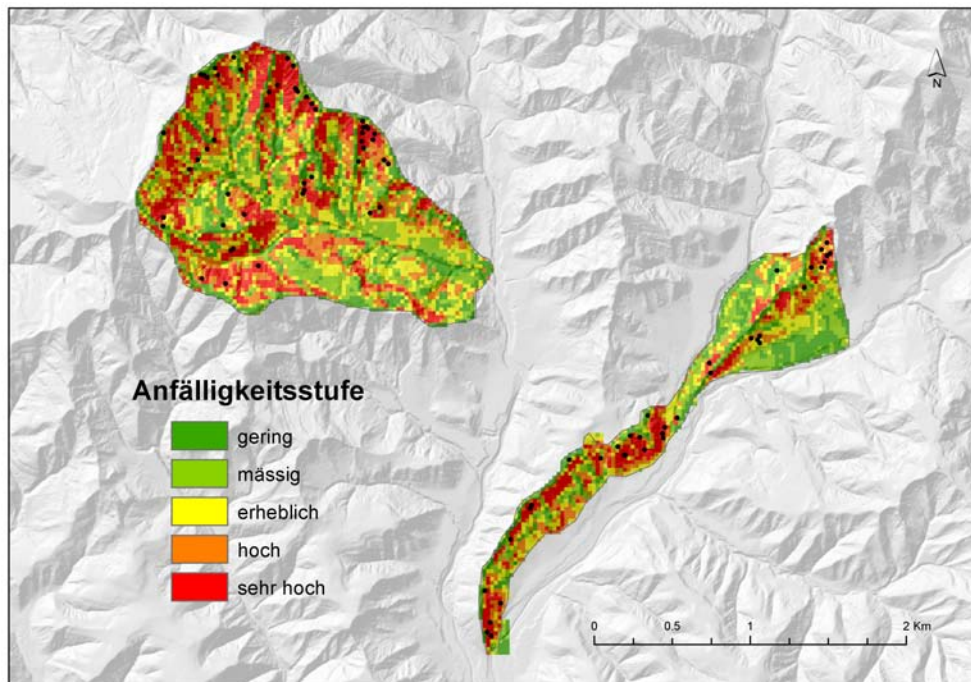 N
Anfälligkeitsstufe
gering
mässig
erheblich
hoch
sehr hoch
0 0.5 1 2 Km